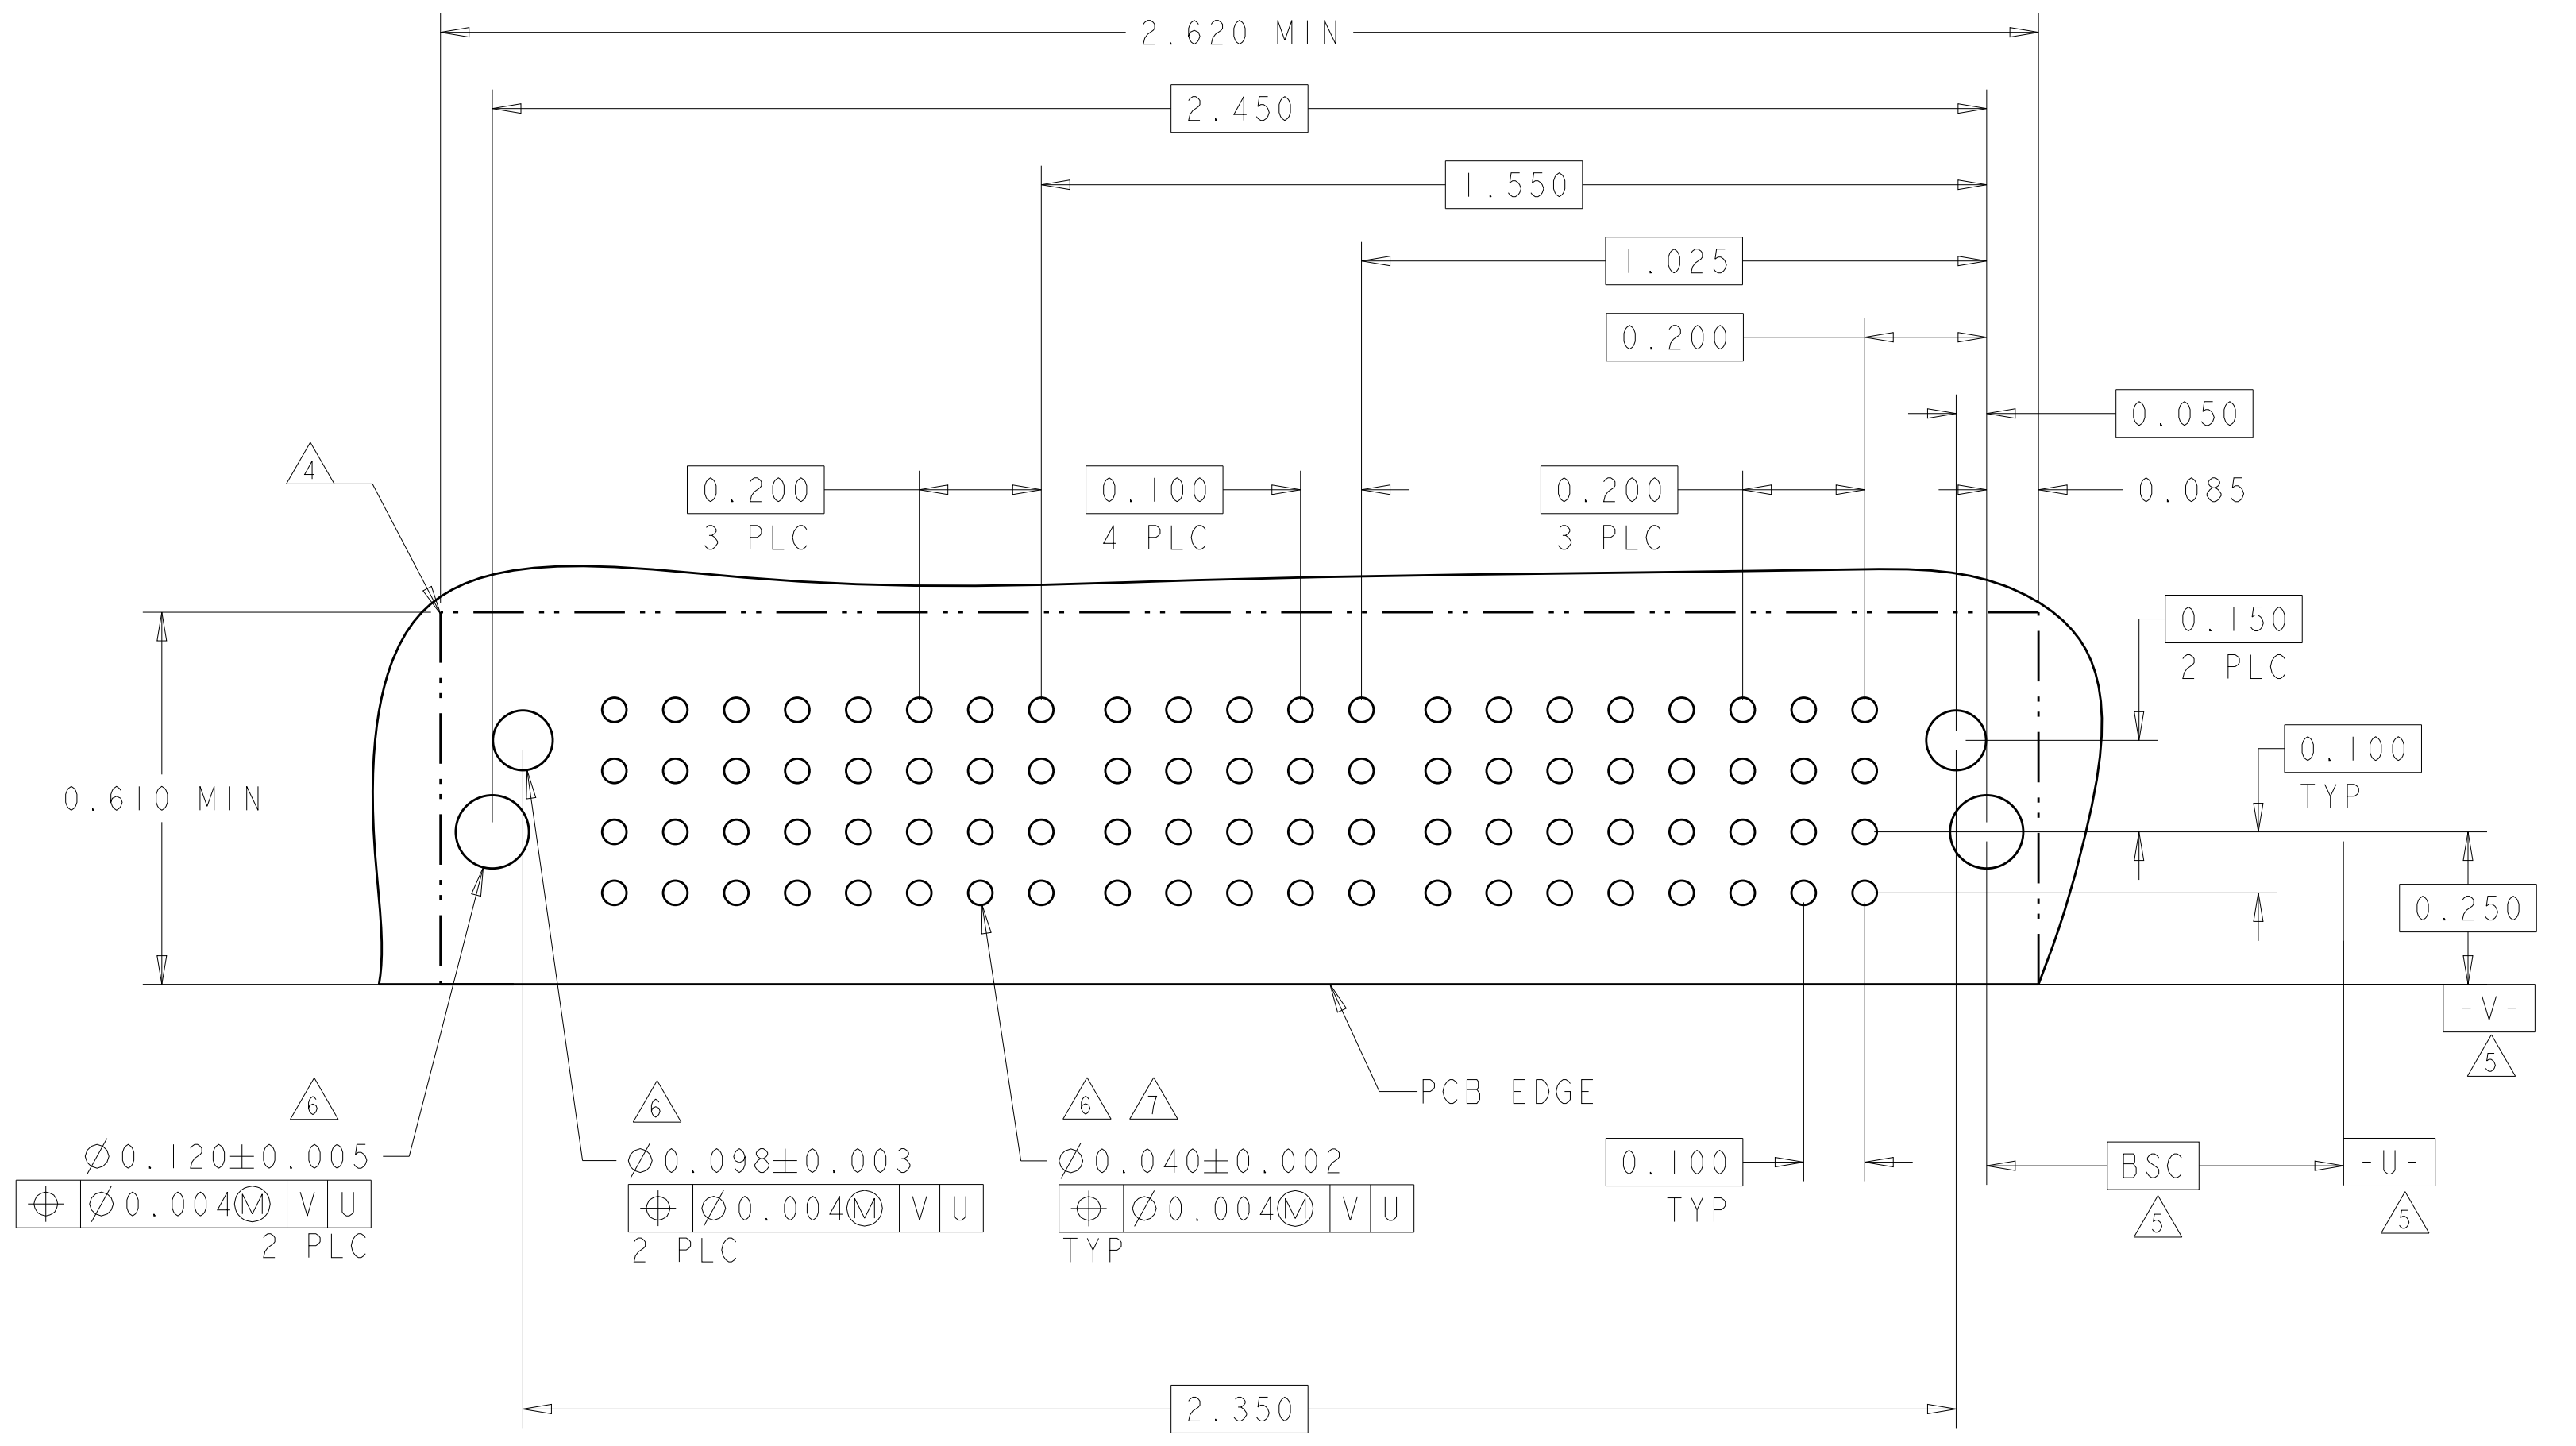 2.620 MIN
2.450
1.550
1.025
0.200
0.050
4
0.200
3 PLC
0.100
4 PLC
0.200
3 PLC
0.085
0.150
2 PLC
0.100
TYP
0.610 MIN
0.250
-V-
5
PCB EDGE
6
Ø0.120±0.005
⌖ Ø0.004Ⓜ V U
2 PLC
6
Ø0.098±0.003
⌖ Ø0.004Ⓜ V U
2 PLC
6 7
Ø0.040±0.002
⌖ Ø0.004Ⓜ V U
TYP
0.100
TYP
BSC
5
-U-
5
2.350